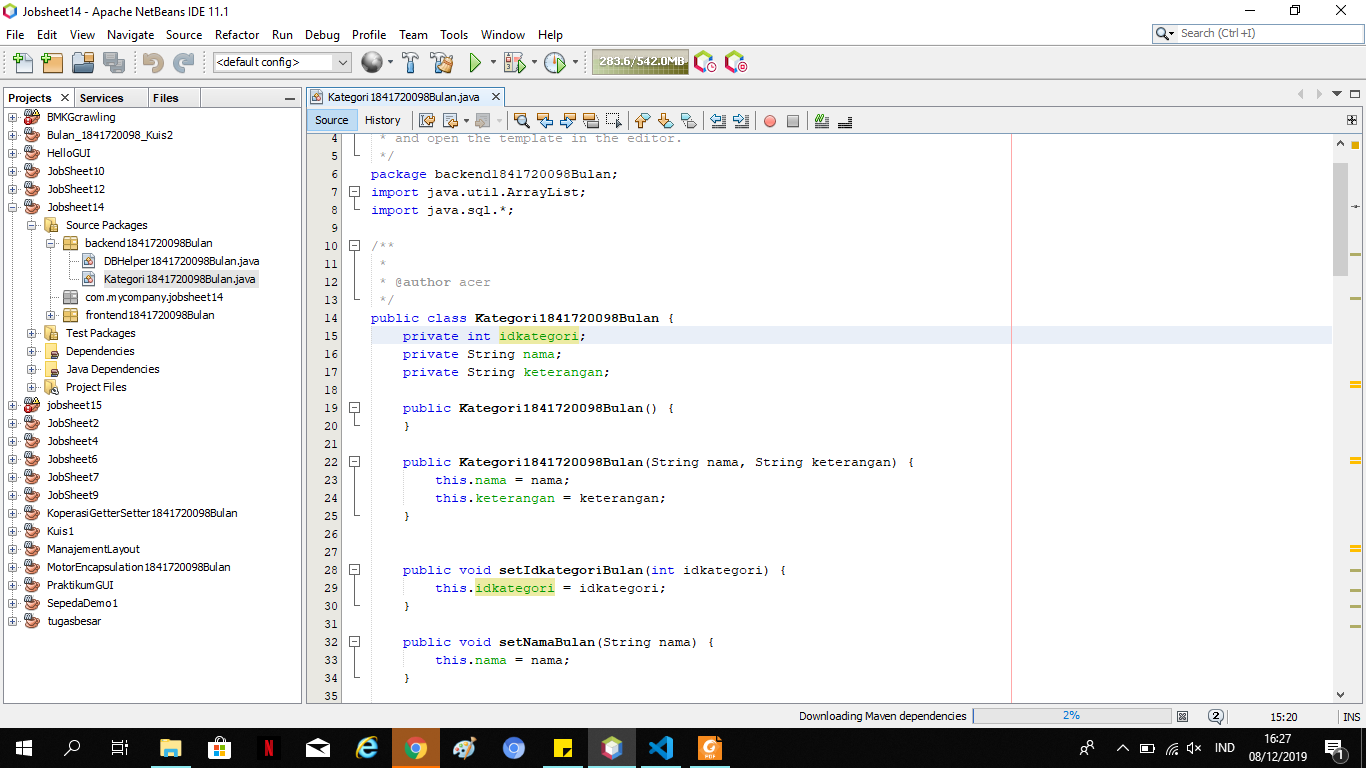 Jobsheet14 - Apache NetBeans IDE 11.1
File Edit View Navigate Source Refactor Run Debug Profile Team Tools Window Help
Search (Ctrl+I)
<default config>
283.6/542.0MB
Projects Services Files
BMKGcrawling
Bulan_1841720098_Kuis2
HelloGUI
JobSheet10
JobSheet12
Jobsheet14
Source Packages
backend1841720098Bulan
DBHelper1841720098Bulan.java
Kategori1841720098Bulan.java
com.mycompany.jobsheet14
frontend1841720098Bulan
Test Packages
Dependencies
Java Dependencies
Project Files
jobsheet15
JobSheet2
Jobsheet4
Jobsheet6
JobSheet7
JobSheet9
KoperasiGetterSetter1841720098Bulan
Kuis1
ManajementLayout
MotorEncapsulation1841720098Bulan
PraktikumGUI
SepedaDemo1
tugasbesar
Kategori1841720098Bulan.java
Source History
4 * and open the template in the editor.
5 */
6 package backend1841720098Bulan;
7 import java.util.ArrayList;
8 import java.sql.*;
9
10 /**
11 *
12 * @author acer
13 */
14 public class Kategori1841720098Bulan {
15 private int idkategori;
16 private String nama;
17 private String keterangan;
18
19 public Kategori1841720098Bulan() {
20 }
21
22 public Kategori1841720098Bulan(String nama, String keterangan) {
23 this.nama = nama;
24 this.keterangan = keterangan;
25 }
26
27
28 public void setIdkategoriBulan(int idkategori) {
29 this.idkategori = idkategori;
30 }
31
32 public void setNamaBulan(String nama) {
33 this.nama = nama;
34 }
35
Downloading Maven dependencies 2% 2 15:20 INS
IND 16:27
08/12/2019 1